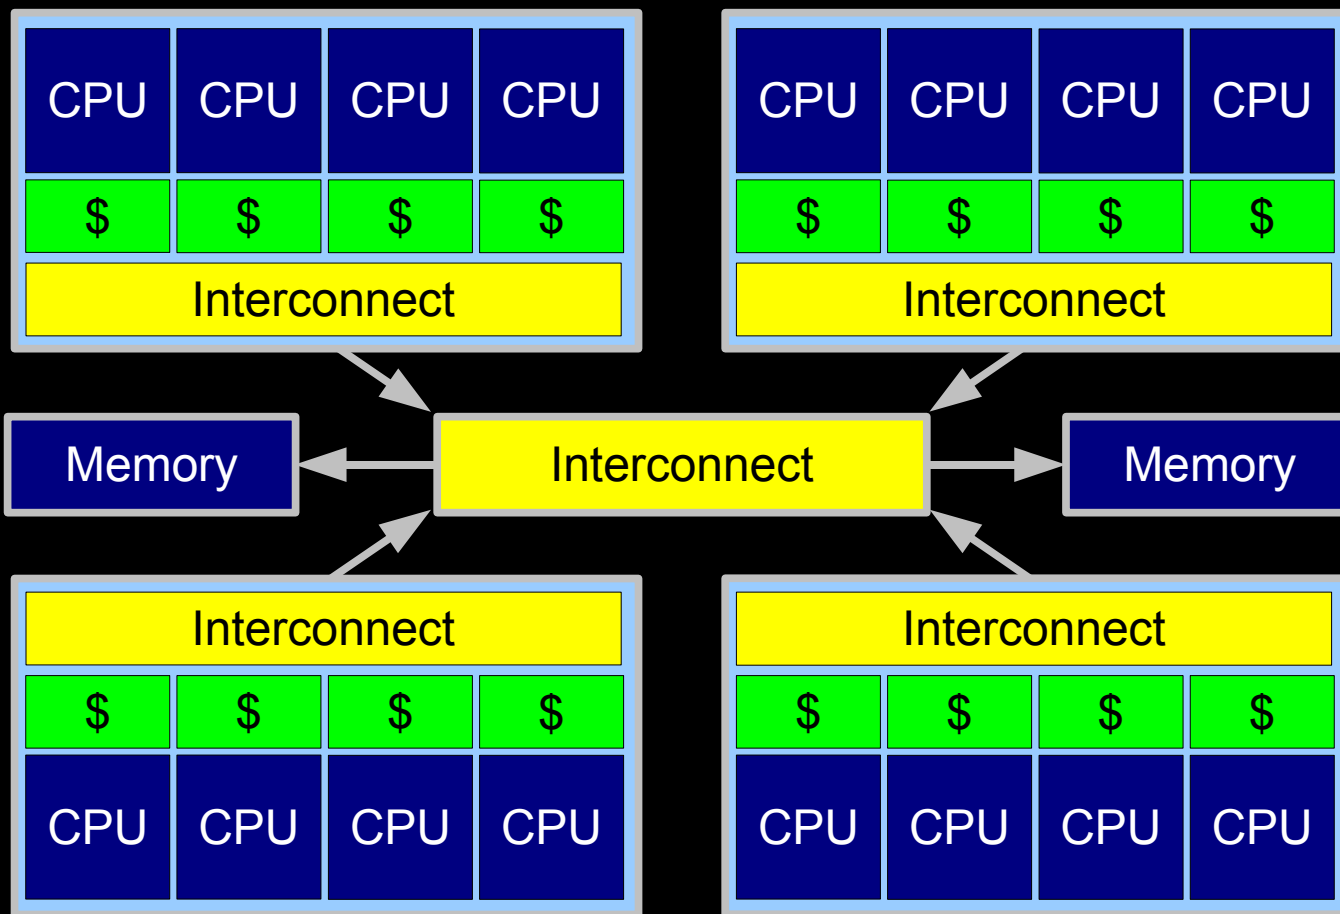 CPU CPU CPU CPU CPU CPU CPU CPU
$ $ $ $ $ $ $ $
Interconnect Interconnect
Memory Interconnect Memory
Interconnect Interconnect
$ $ $ $ $ $ $ $
CPU CPU CPU CPU CPU CPU CPU CPU